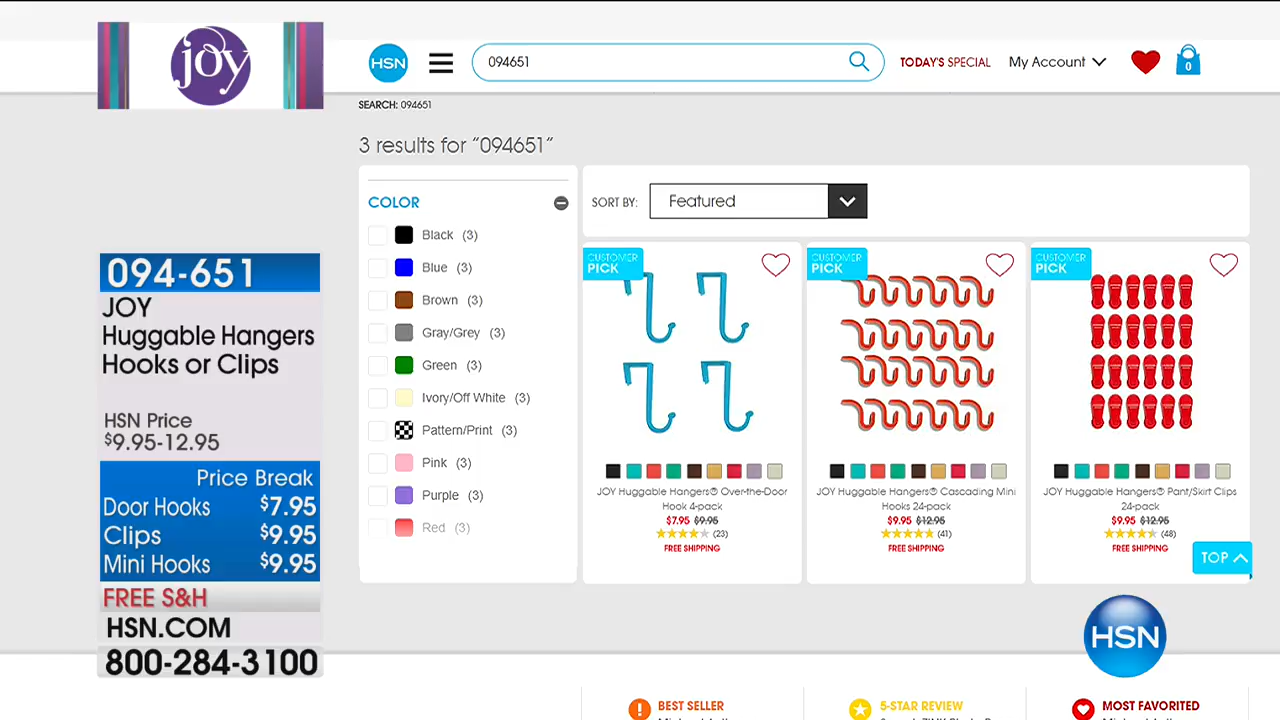 joy
HSN
094651
TODAY'S SPECIAL
My Account
0
SEARCH: 094651
3 results for "094651"
COLOR
Black (3)
Blue (3)
Brown (3)
Gray/Grey (3)
Green (3)
Ivory/Off White (3)
Pattern/Print (3)
Pink (3)
Purple (3)
Red (3)
SORT BY:
Featured
CUSTOMER
PICK
JOY Huggable Hangers® Over-the-Door
Hook 4-pack
$7.95 $9.95
(23)
FREE SHIPPING
CUSTOMER
PICK
JOY Huggable Hangers® Cascading Mini
Hooks 24-pack
$9.95 $12.95
(41)
FREE SHIPPING
CUSTOMER
PICK
JOY Huggable Hangers® Pant/Skirt Clips
24-pack
$9.95 $12.95
(48)
FREE SHIPPING
TOP
094-651
JOY
Huggable Hangers
Hooks or Clips
HSN Price
$9.95-12.95
Price Break
Door Hooks $7.95
Clips $9.95
Mini Hooks $9.95
FREE S&H
HSN.COM
800-284-3100
HSN
BEST SELLER
5-STAR REVIEW
MOST FAVORITED